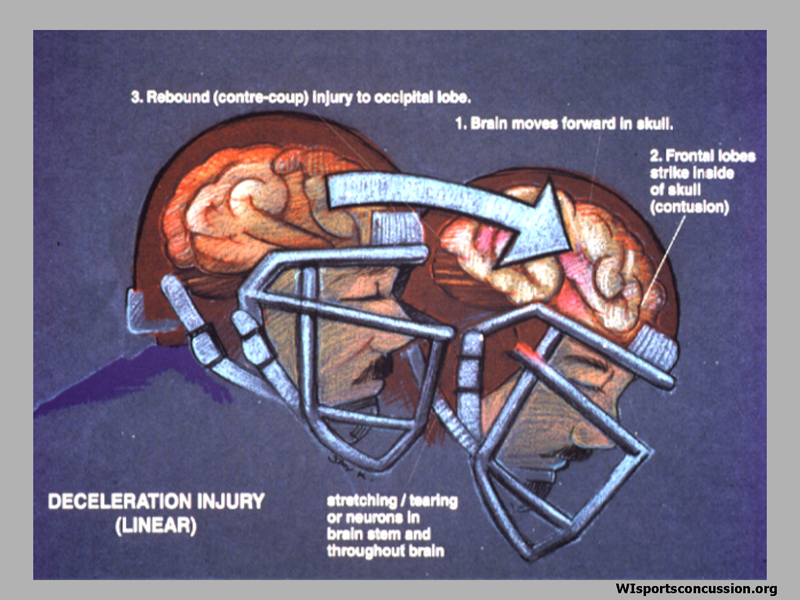 3. Rebound (contre-coup) injury to occipital lobe.
1. Brain moves forward in skull.
2. Frontal lobes
strike inside
of skull
(contusion)
DECELERATION INJURY
(LINEAR)
stretching / tearing
or neurons in
brain stem and
throughout brain
WIsportsconcussion.org